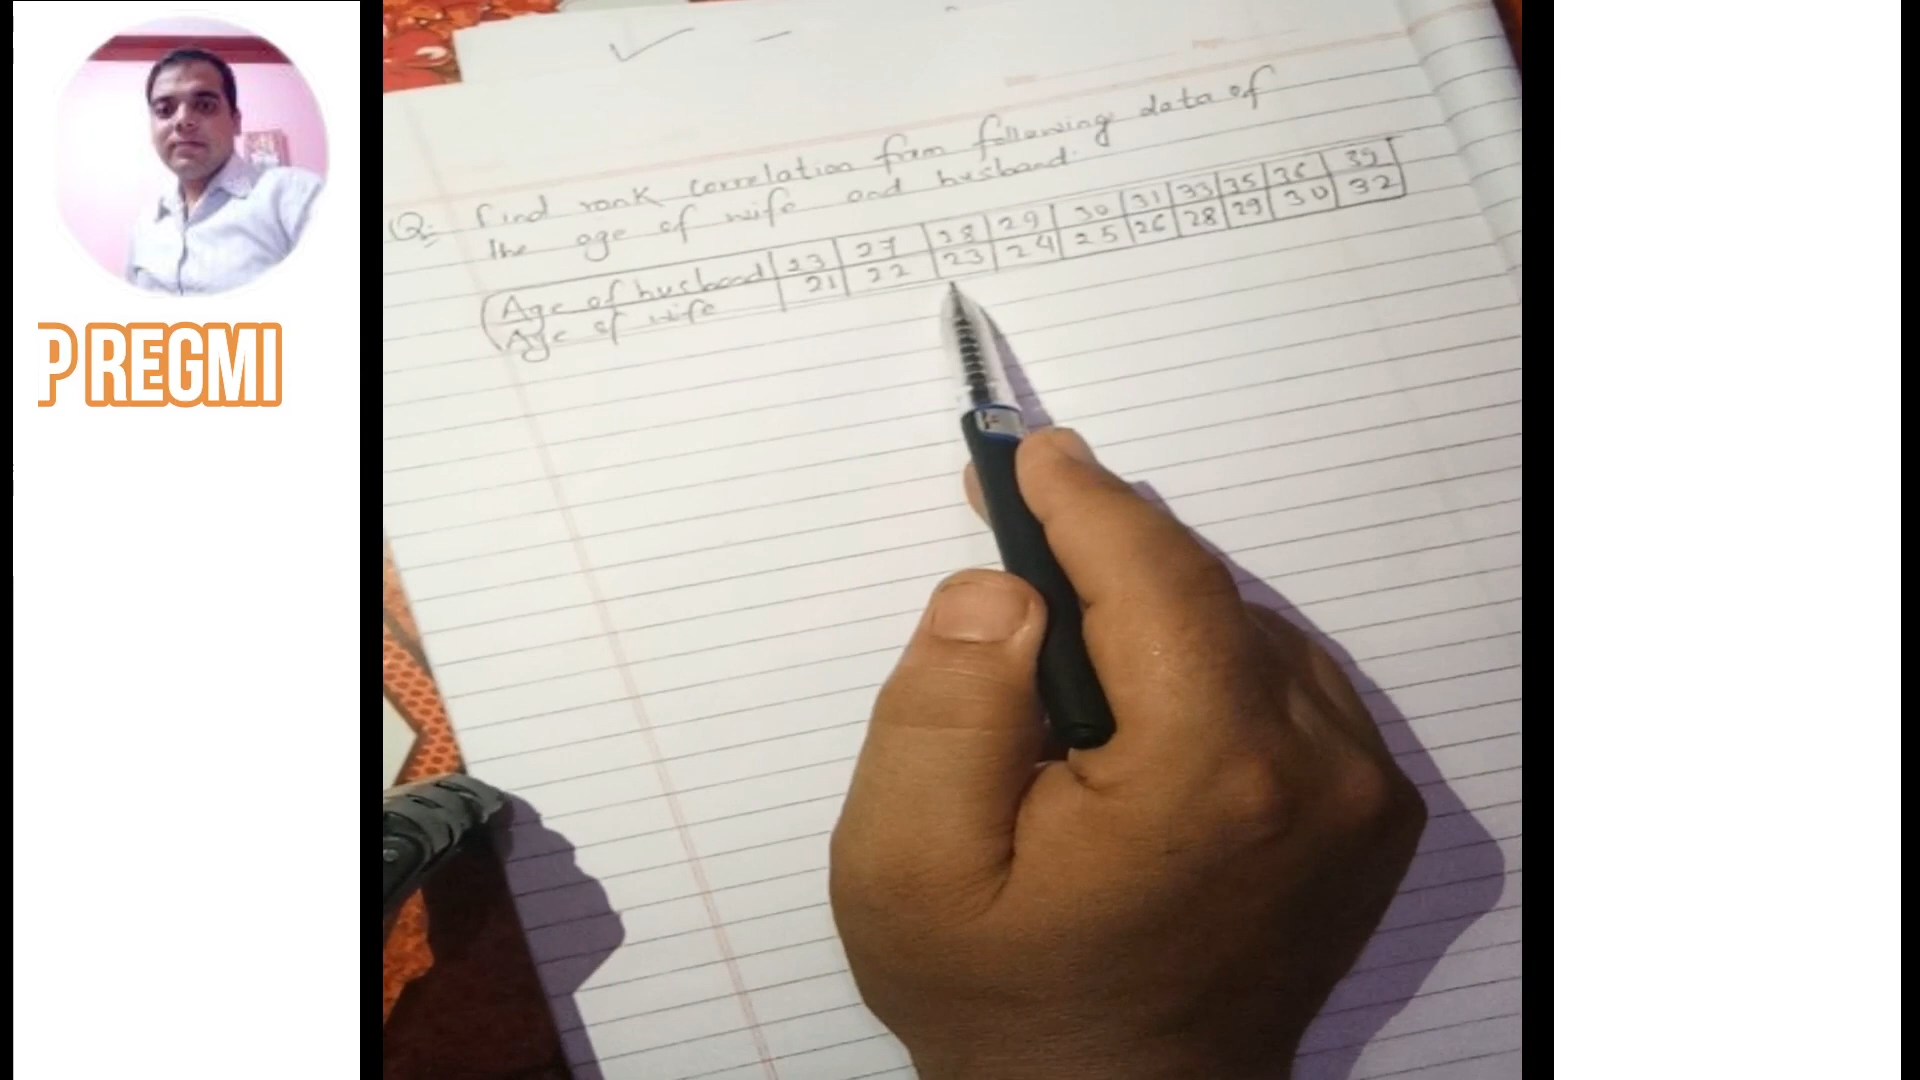 P REGMI
Q: Find rank correlation from following data of
the age of wife and husband.
Age of husband 23 27 28 29 30 31 33 35 36 39
Age of wife 21 22 23 24 25 26 28 29 30 32